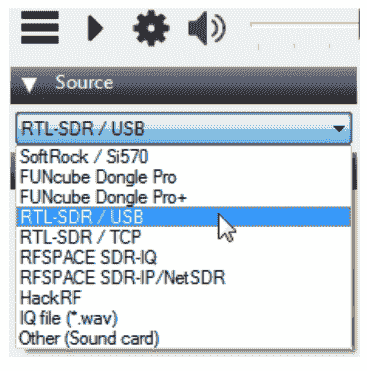 Source
RTL-SDR / USB
SoftRock / Si570
FUNcube Dongle Pro
FUNcube Dongle Pro+
RTL-SDR / USB
RTL-SDR / TCP
RFSPACE SDR-IQ
RFSPACE SDR-IP/NetSDR
HackRF
IQ file (*.wav)
Other (Sound card)